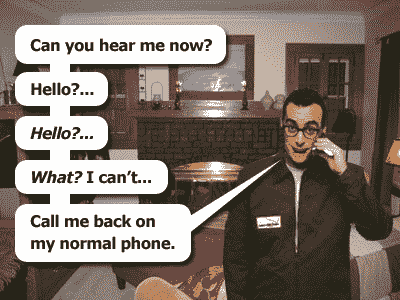 Can you hear me now?
Hello?...
Hello?...
What? I can't...
Call me back on
my normal phone.